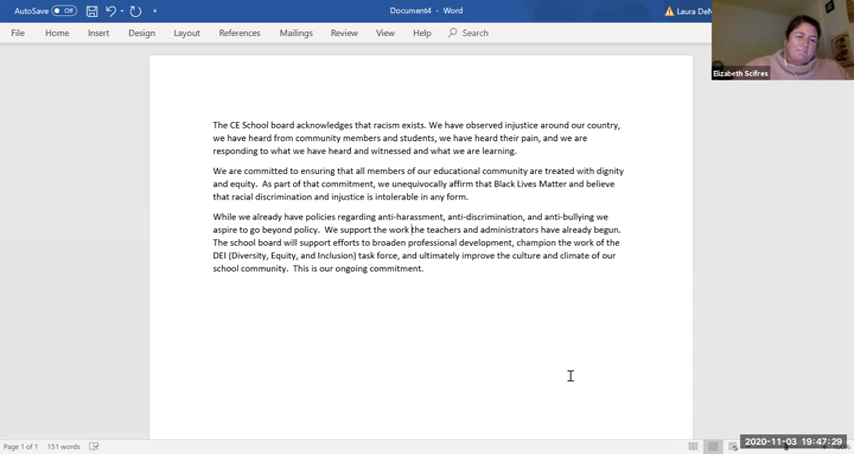 AutoSave Off
Document4 - Word
Laura DeN
File Home Insert Design Layout References Mailings Review View Help Search
Elizabeth Scifres
The CE School board acknowledges that racism exists. We have observed injustice around our country,
we have heard from community members and students, we have heard their pain, and we are
responding to what we have heard and witnessed and what we are learning.
We are committed to ensuring that all members of our educational community are treated with dignity
and equity.  As part of that commitment, we unequivocally affirm that Black Lives Matter and believe
that racial discrimination and injustice is intolerable in any form.
While we already have policies regarding anti-harassment, anti-discrimination, and anti-bullying we
aspire to go beyond policy.  We support the work the teachers and administrators have already begun.
The school board will support efforts to broaden professional development, champion the work of the
DEI (Diversity, Equity, and Inclusion) task force, and ultimately improve the culture and climate of our
school community.  This is our ongoing commitment.
Page 1 of 1 151 words
2020-11-03 19:47:29